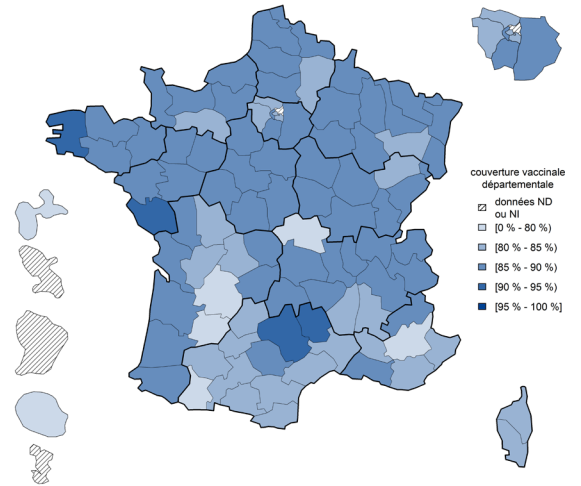 couverture vaccinale
départementale
données ND
ou NI
[0 % - 80 %)
[80 % - 85 %)
[85 % - 90 %)
[90 % - 95 %)
[95 % - 100 %]